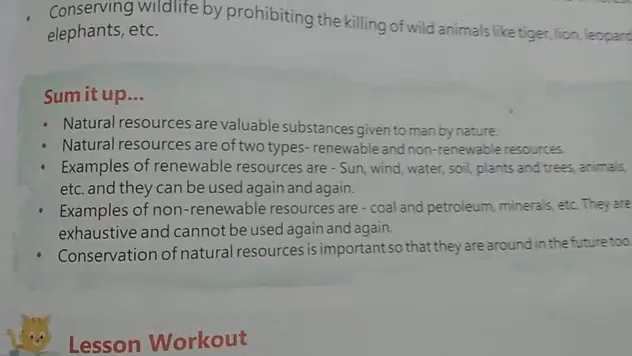 • Conserving wildlife by prohibiting the killing of wild animals like tiger, lion, leopard
elephants, etc.
Sum it up...
• Natural resources are valuable substances given to man by nature.
• Natural resources are of two types- renewable and non-renewable resources.
• Examples of renewable resources are - Sun, wind, water, soil, plants and trees, animals,
etc. and they can be used again and again.
• Examples of non-renewable resources are - coal and petroleum, minerals, etc. They are
exhaustive and cannot be used again and again.
• Conservation of natural resources is important so that they are around in the future too.
Lesson Workout